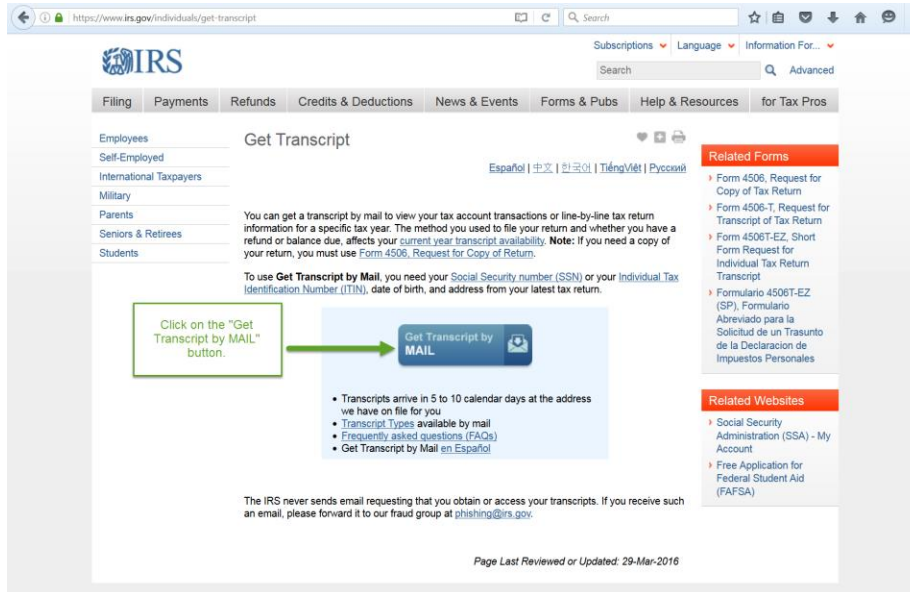 https://www.irs.gov/individuals/get-transcript
Search
Subscriptions Language Information For...
IRS
Search Advanced
Filing Payments Refunds Credits & Deductions News & Events Forms & Pubs Help & Resources for Tax Pros
Employees
Self-Employed
International Taxpayers
Military
Parents
Seniors & Retirees
Students
Get Transcript
Español | 中文 | 한국어 | TiếngViệt | Русский
You can get a transcript by mail to view your tax account transactions or line-by-line tax return
information for a specific tax year. The method you used to file your return and whether you have a
refund or balance due, affects your current year transcript availability. Note: If you need a copy of
your return, you must use Form 4506, Request for Copy of Return.
To use Get Transcript by Mail, you need your Social Security number (SSN) or your Individual Tax
Identification Number (ITIN), date of birth, and address from your latest tax return.
Click on the "Get
Transcript by MAIL"
button.
Get Transcript by
MAIL
• Transcripts arrive in 5 to 10 calendar days at the address
we have on file for you
• Transcript Types available by mail
• Frequently asked questions (FAQs)
• Get Transcript by Mail en Español
The IRS never sends email requesting that you obtain or access your transcripts. If you receive such
an email, please forward it to our fraud group at phishing@irs.gov.
Page Last Reviewed or Updated: 29-Mar-2016
Related Forms
Form 4506, Request for
Copy of Tax Return
Form 4506-T, Request for
Transcript of Tax Return
Form 4506T-EZ, Short
Form Request for
Individual Tax Return
Transcript
Formulario 4506T-EZ
(SP), Formulario
Abreviado para la
Solicitud de un Trasunto
de la Declaracion de
Impuestos Personales
Related Websites
Social Security
Administration (SSA) - My
Account
Free Application for
Federal Student Aid
(FAFSA)